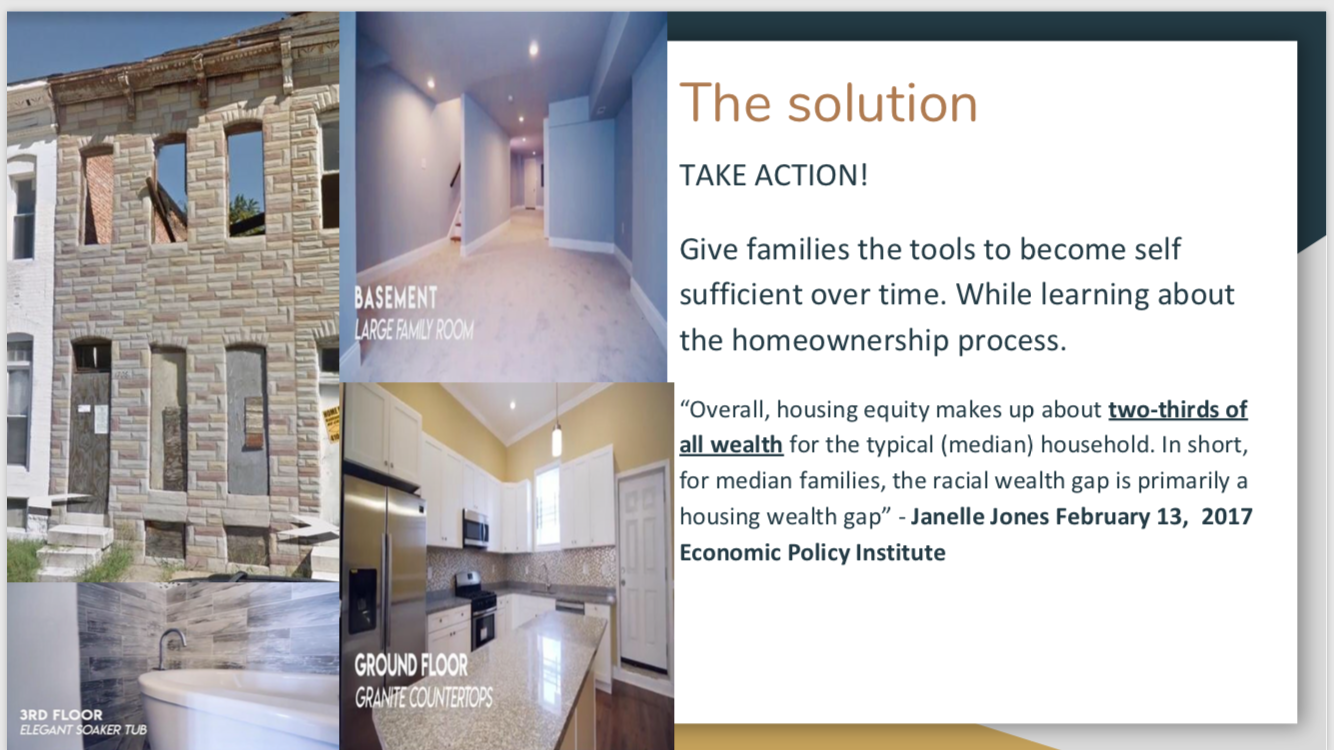 The solution
TAKE ACTION!
Give families the tools to become self
sufficient over time. While learning about
the homeownership process.
“Overall, housing equity makes up about two-thirds of
all wealth for the typical (median) household. In short,
for median families, the racial wealth gap is primarily a
housing wealth gap” - Janelle Jones February 13,  2017
Economic Policy Institute
BASEMENT
LARGE FAMILY ROOM
GROUND FLOOR
GRANITE COUNTERTOPS
3RD FLOOR
ELEGANT SOAKER TUB